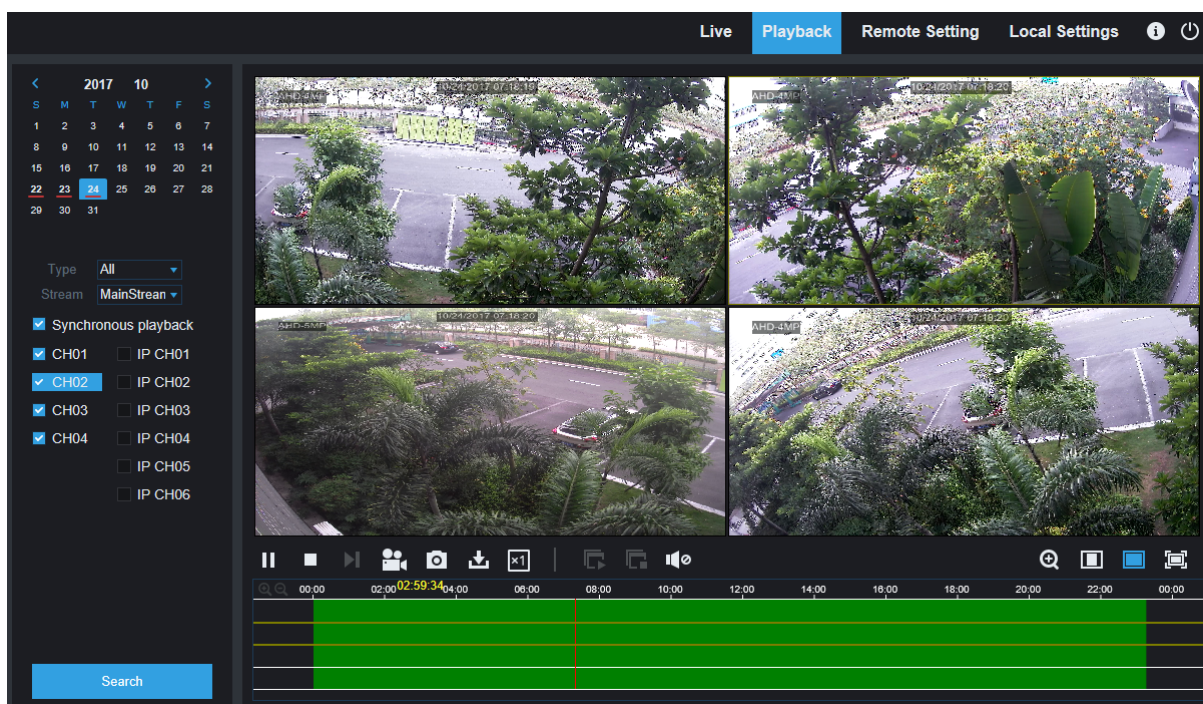 Live Playback Remote Setting Local Settings
2017 10
S M T W T F S
1 2 3 4 5 6 7
8 9 10 11 12 13 14
15 16 17 18 19 20 21
22 23 24 25 26 27 28
29 30 31
Type All
Stream MainStrean
Synchronous playback
CH01 IP CH01
CH02 IP CH02
CH03 IP CH03
CH04 IP CH04
IP CH05
IP CH06
Search
AHD-4MP 10/24/2017 07:18:19
AHD-4MP 10/24/2017 07:18:20
AHD-5MP 10/24/2017 07:18:20
AHD-4MP 10/24/2017 07:18:20
x1
00:00 02:00 02:59:34 04:00 06:00 08:00 10:00 12:00 14:00 16:00 18:00 20:00 22:00 00:00